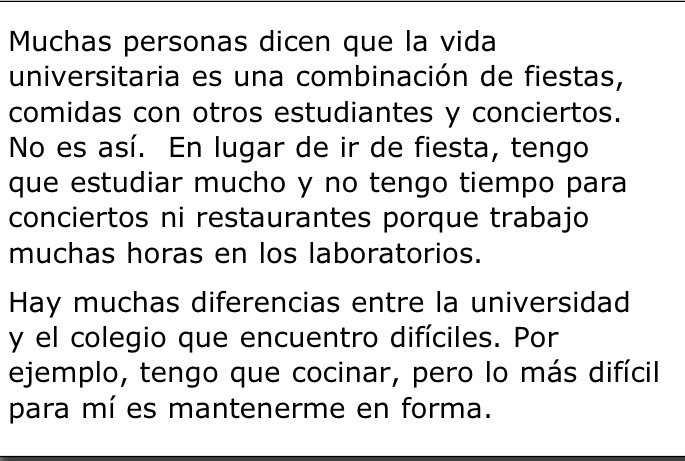 Muchas personas dicen que la vida
universitaria es una combinación de fiestas,
comidas con otros estudiantes y conciertos.
No es así.  En lugar de ir de fiesta, tengo
que estudiar mucho y no tengo tiempo para
conciertos ni restaurantes porque trabajo
muchas horas en los laboratorios.
Hay muchas diferencias entre la universidad
y el colegio que encuentro difíciles. Por
ejemplo, tengo que cocinar, pero lo más difícil
para mí es mantenerme en forma.